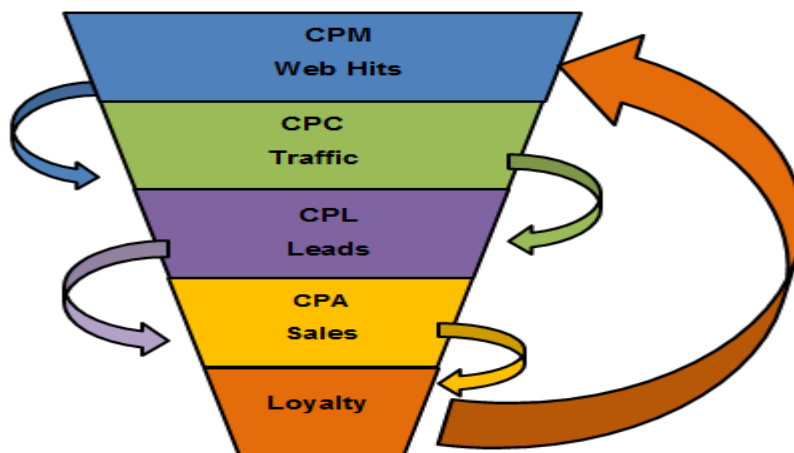 CPM
Web Hits
CPC
Traffic
CPL
Leads
CPA
Sales
Loyalty